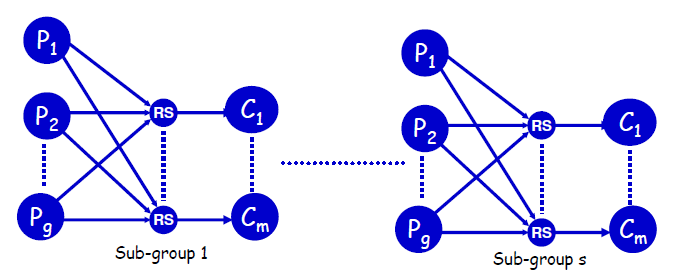 P1
P2
Pg
RS
RS
C1
Cm
Sub-group 1
P1
P2
Pg
RS
RS
C1
Cm
Sub-group s